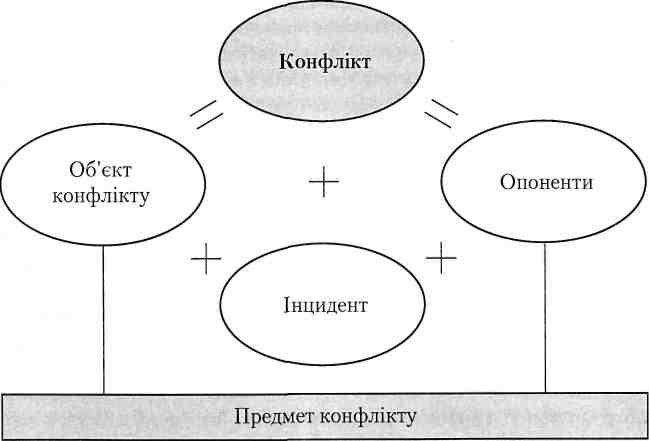 Конфлікт
Об'єкт
конфлікту
Опоненти
Інцидент
Предмет конфлікту